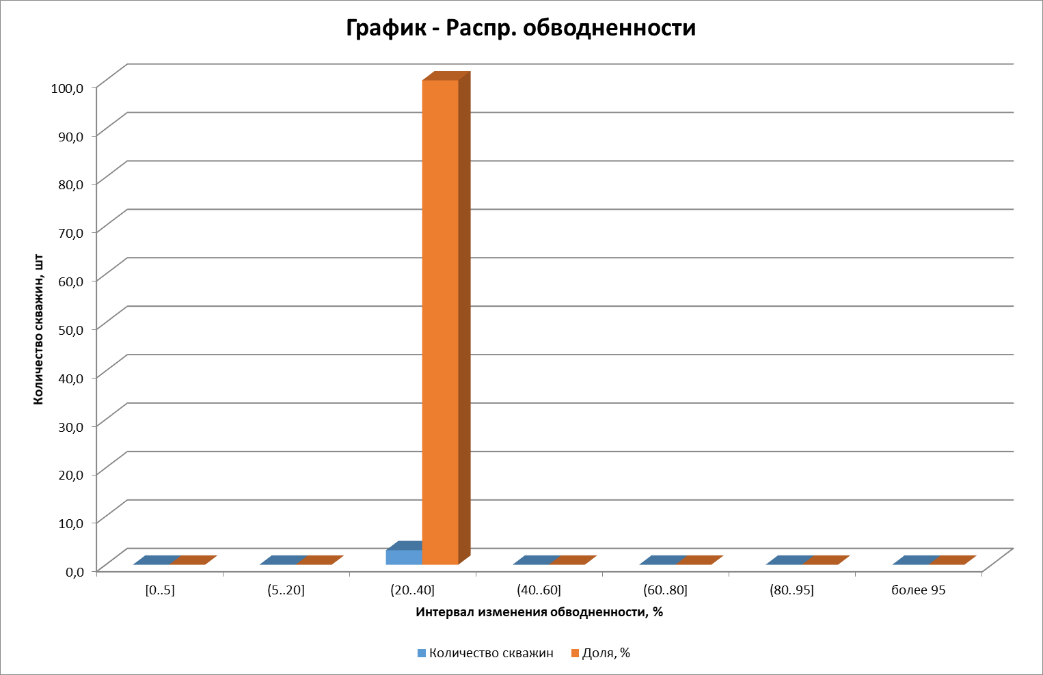 График - Распр. обводненности
Количество скважин, шт
100,0
90,0
80,0
70,0
60,0
50,0
40,0
30,0
20,0
10,0
0,0
[0..5] (5..20] (20..40] (40..60] (60..80] (80..95] более 95
Интервал изменения обводненности, %
Количество скважин Доля, %